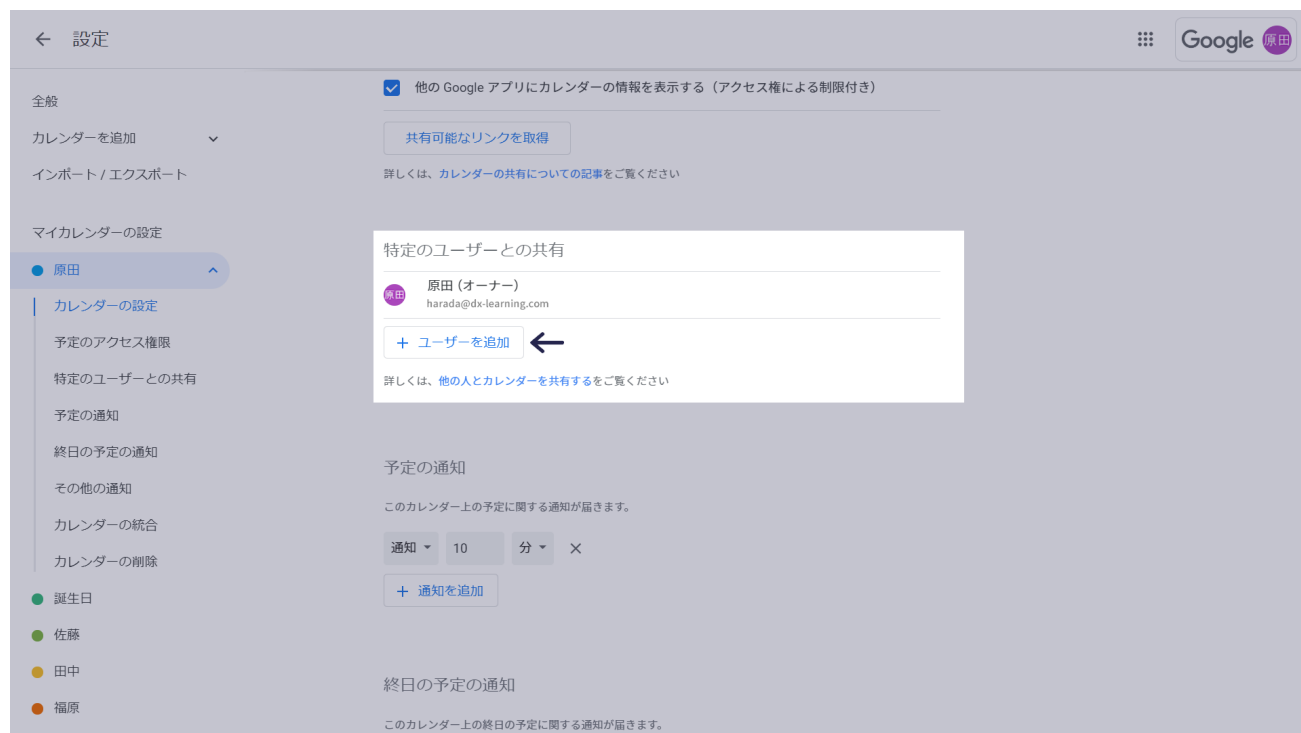 設定
Google 原田
全般
カレンダーを追加
インポート / エクスポート
マイカレンダーの設定
原田
カレンダーの設定
予定のアクセス権限
特定のユーザーとの共有
予定の通知
終日の予定の通知
その他の通知
カレンダーの統合
カレンダーの削除
誕生日
佐藤
田中
福原
他の Google アプリにカレンダーの情報を表示する（アクセス権による制限付き）
共有可能なリンクを取得
詳しくは、カレンダーの共有についての記事をご覧ください
特定のユーザーとの共有
原田
原田 (オーナー)
harada@dx-learning.com
+ ユーザーを追加
詳しくは、他の人とカレンダーを共有するをご覧ください
予定の通知
このカレンダー上の予定に関する通知が届きます。
通知 10 分
+ 通知を追加
終日の予定の通知
このカレンダー上の終日の予定に関する通知が届きます。